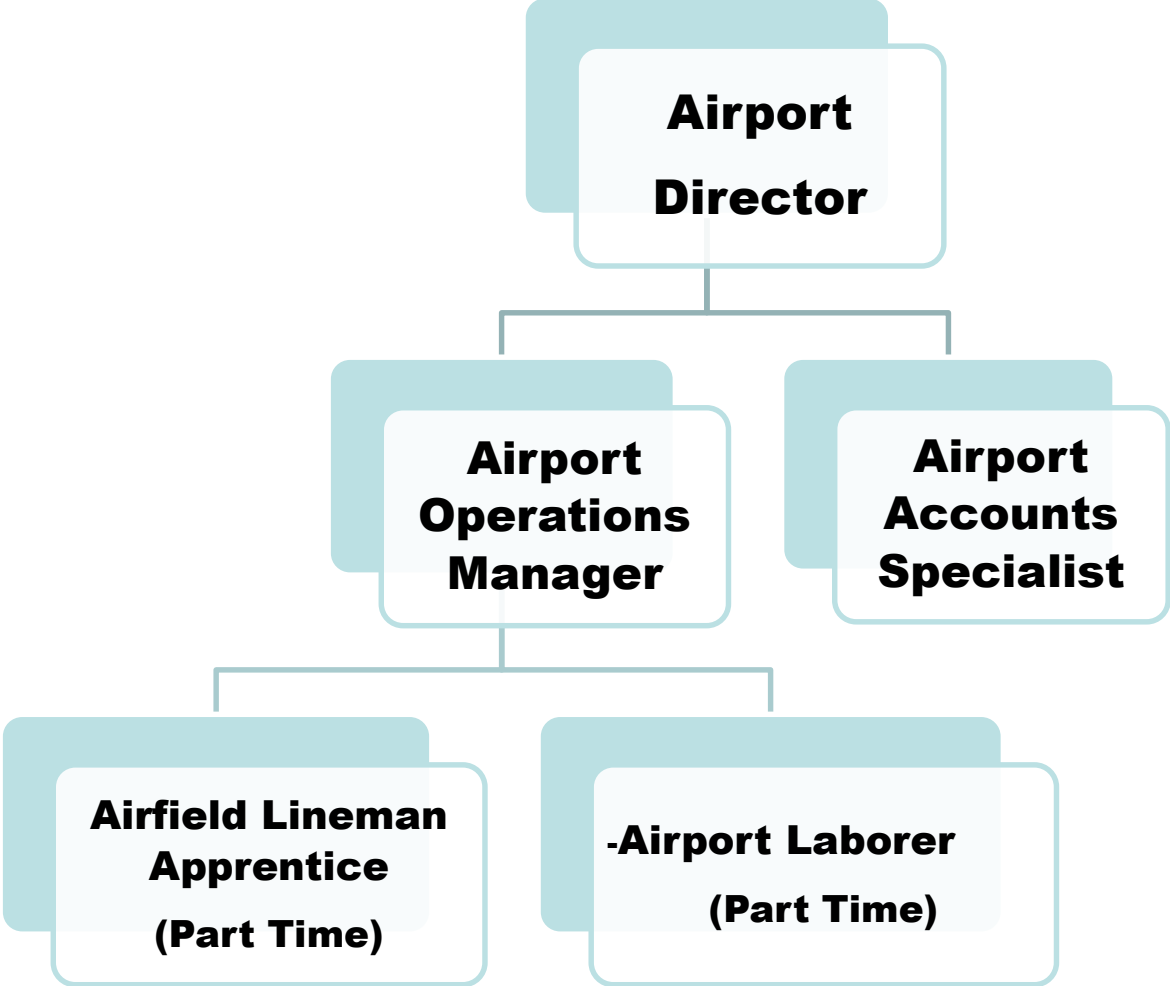 Airport
Director
Airport
Operations
Manager
Airport
Accounts
Specialist
Airfield Lineman
Apprentice
(Part Time)
-Airport Laborer
(Part Time)